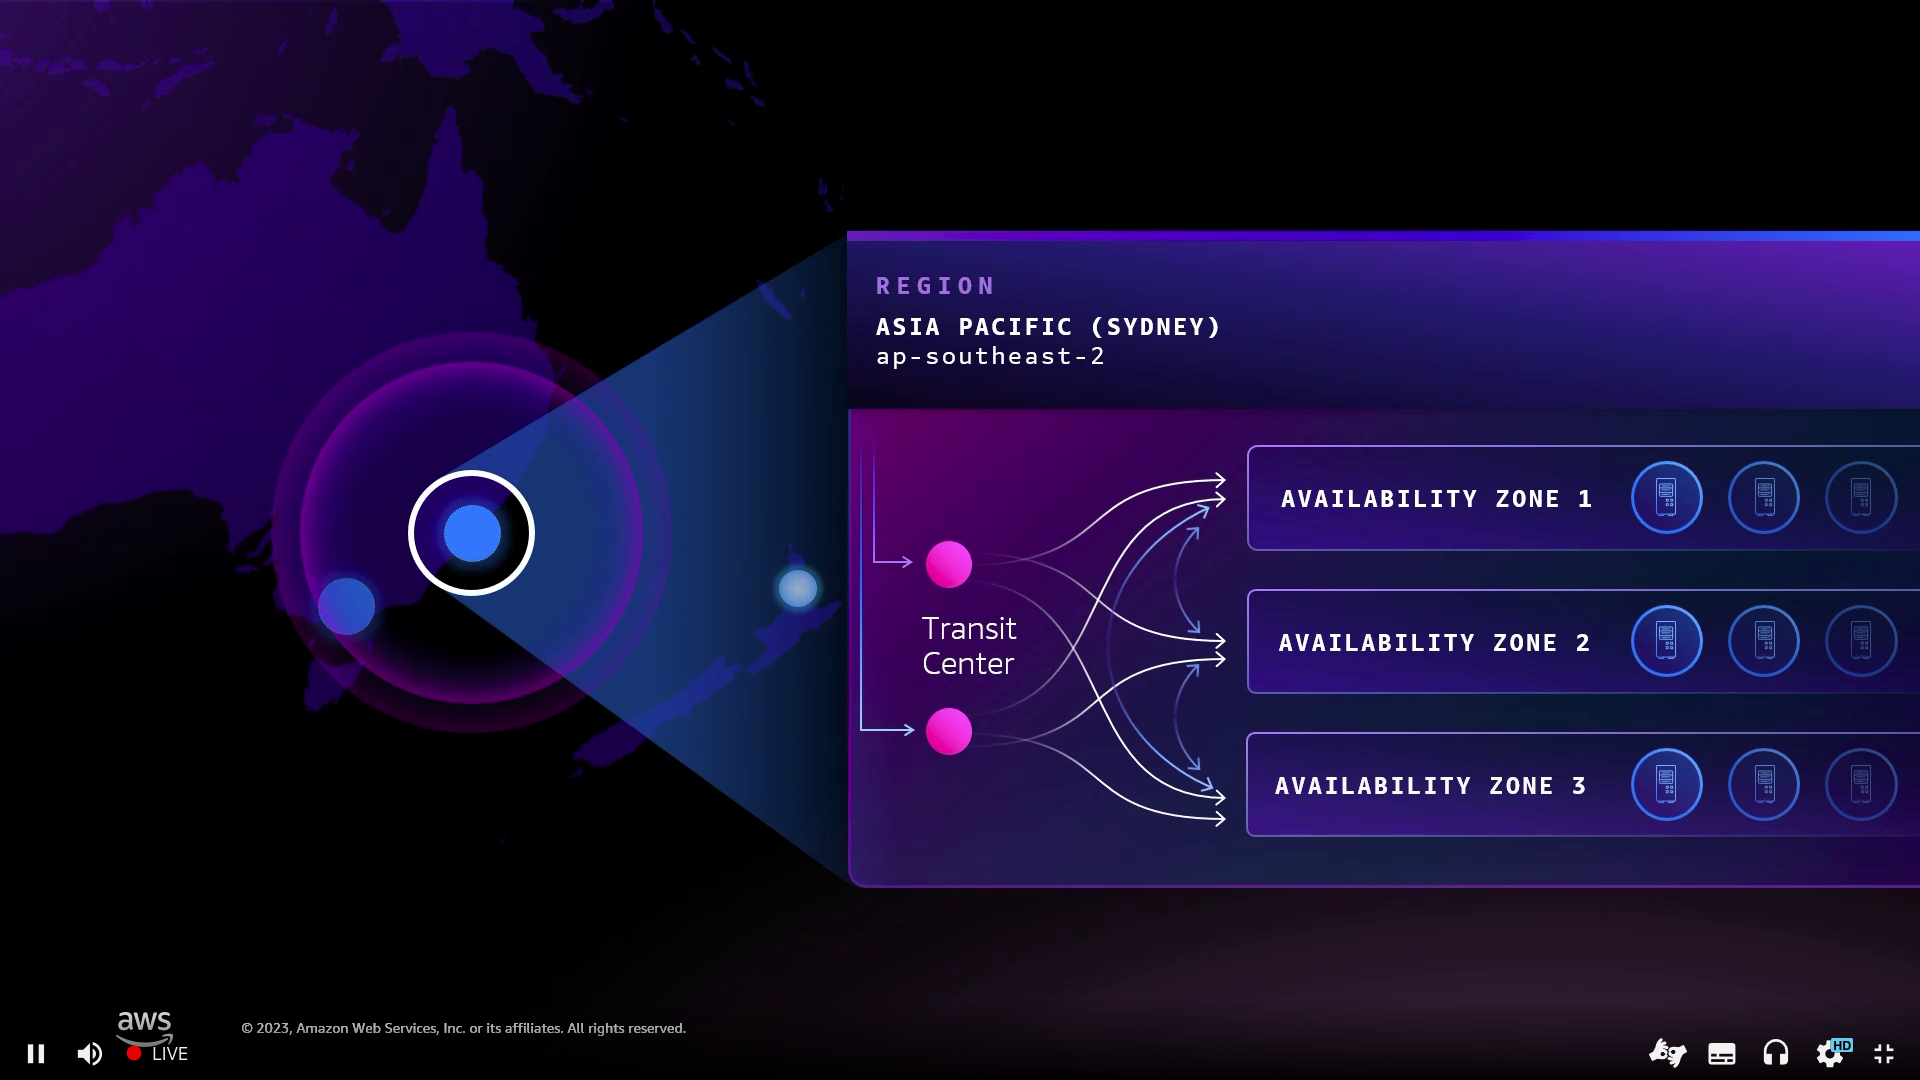 REGION
ASIA PACIFIC (SYDNEY)
ap-southeast-2
AVAILABILITY ZONE 1
Transit
Center
AVAILABILITY ZONE 2
AVAILABILITY ZONE 3
aws
© 2023, Amazon Web Services, Inc. or its affiliates. All rights reserved.
LIVE
HD